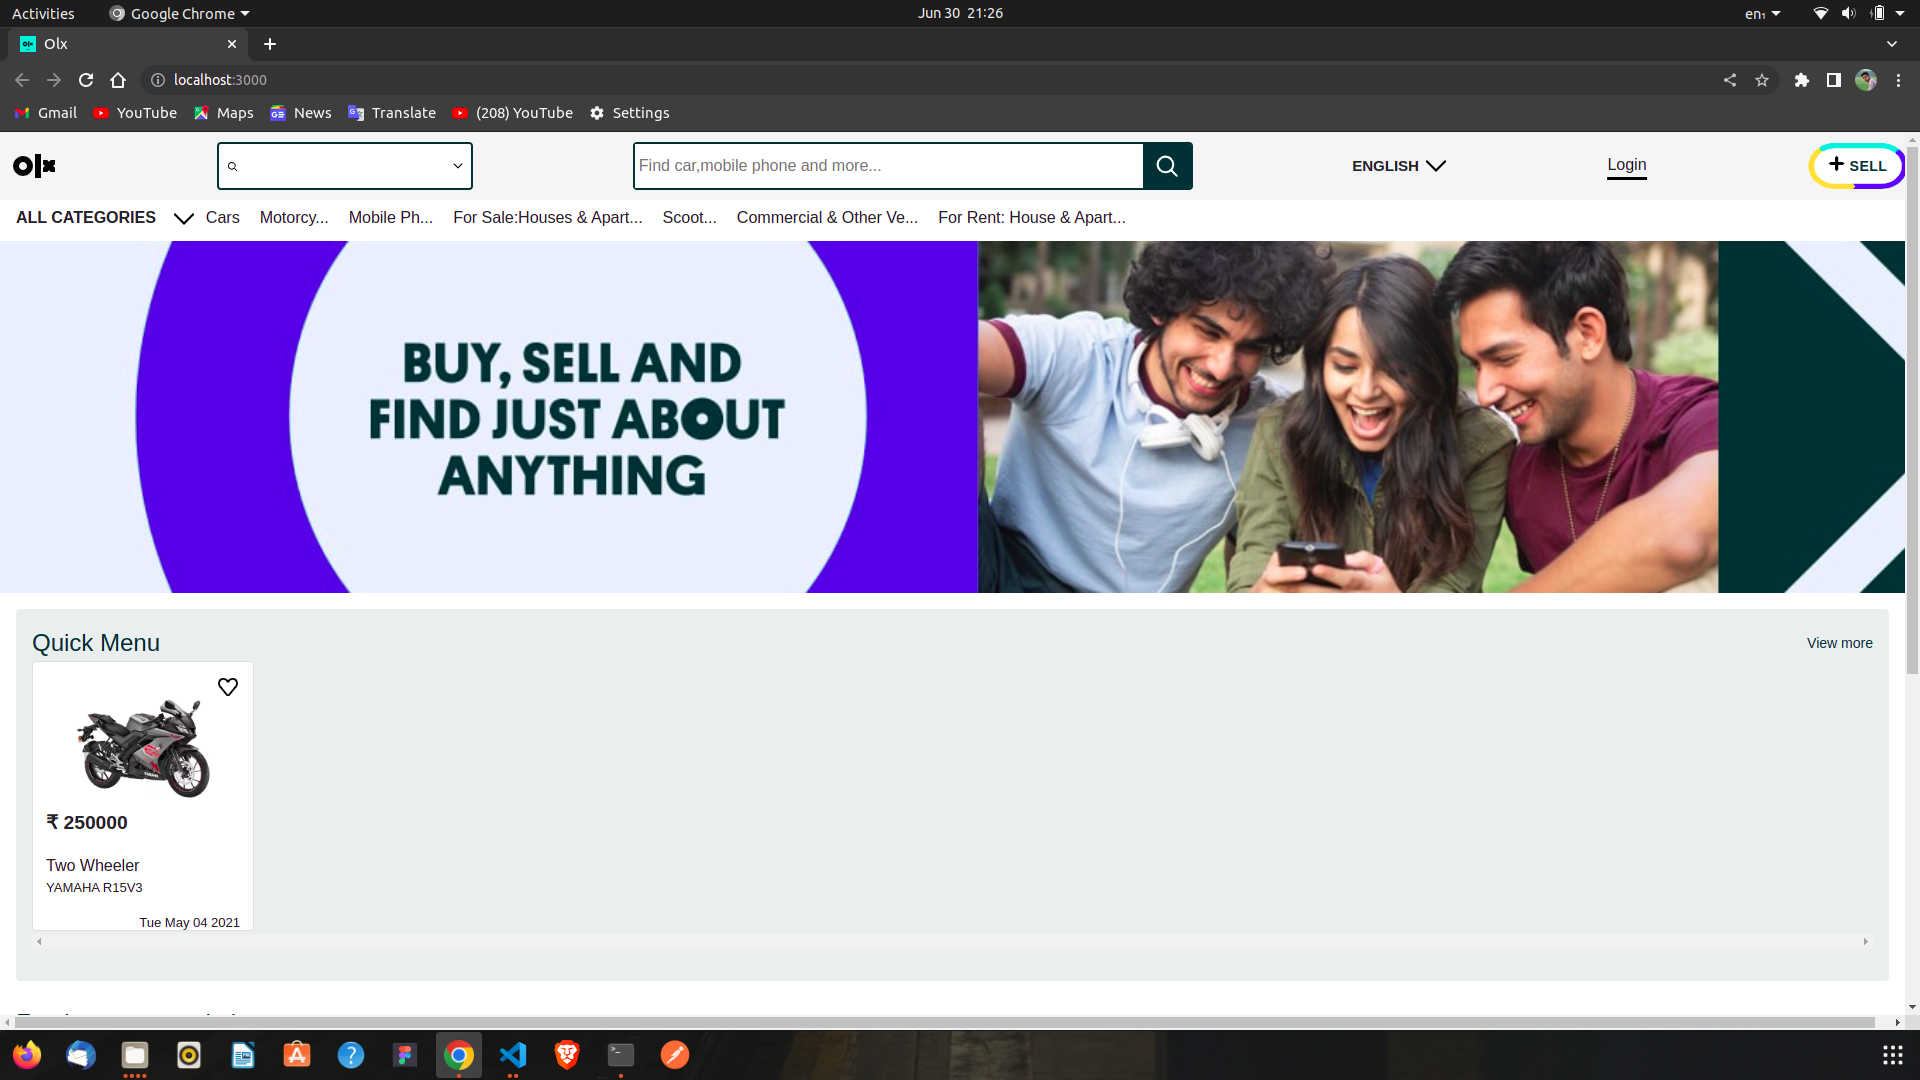 Activities Google Chrome Jun 30 21:26 en₁
Olx
localhost:3000
Gmail YouTube Maps News Translate (208) YouTube Settings
olx Find car,mobile phone and more... ENGLISH Login + SELL
ALL CATEGORIES Cars Motorcy... Mobile Ph... For Sale:Houses & Apart... Scoot... Commercial & Other Ve... For Rent: House & Apart...
BUY, SELL AND
FIND JUST ABOUT
ANYTHING
Quick Menu View more
₹ 250000
Two Wheeler
YAMAHA R15V3
Tue May 04 2021